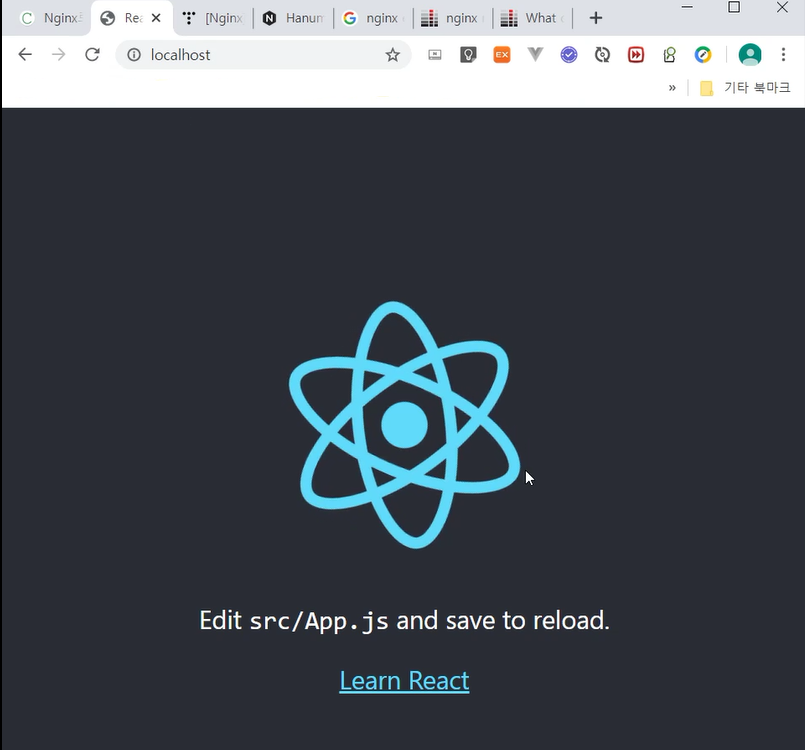 Nginx
Rea
[Nginx
Hanum
nginx
nginx
What
localhost
EX
»
기타 북마크
Edit src/App.js and save to reload.
Learn React